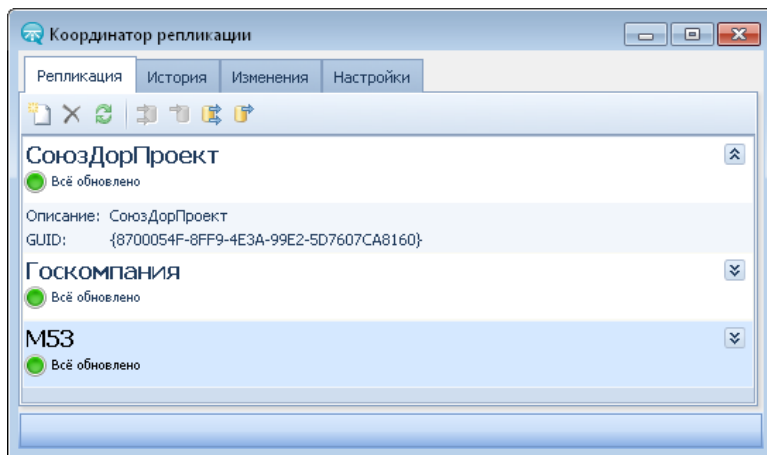 Координатор репликации
Репликация История Изменения Настройки
СоюзДорПроект
Всё обновлено
Описание: СоюзДорПроект
GUID: {8700054F-8FF9-4E3A-99E2-5D7607CA8160}
Госкомпания
Всё обновлено
М53
Всё обновлено